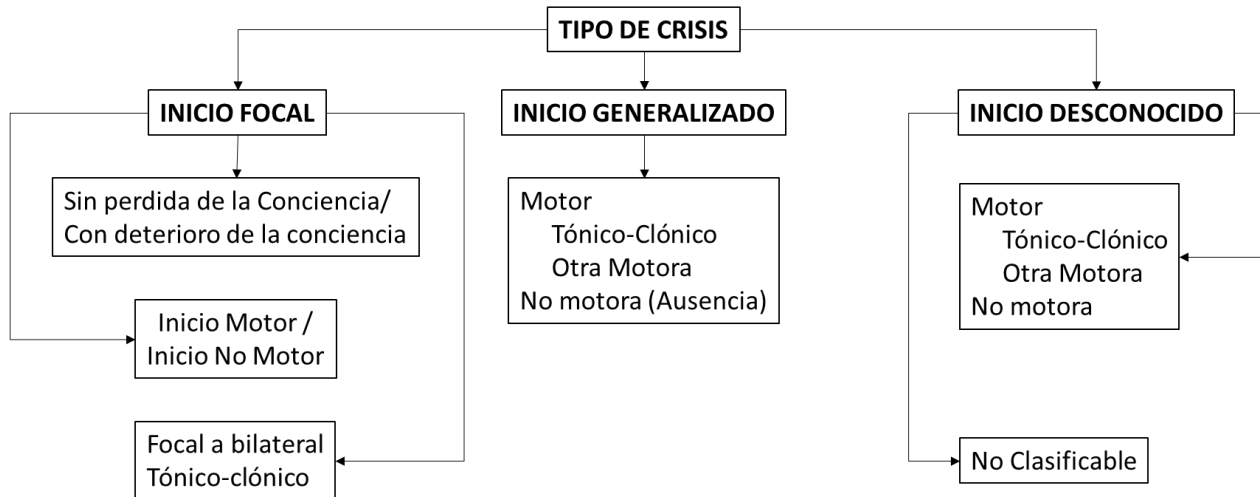 TIPO DE CRISIS
INICIO FOCAL
Sin perdida de la Conciencia/
Con deterioro de la conciencia
Inicio Motor /
Inicio No Motor
Focal a bilateral
Tónico-clónico
INICIO GENERALIZADO
Motor
Tónico-Clónico
Otra Motora
No motora (Ausencia)
INICIO DESCONOCIDO
Motor
Tónico-Clónico
Otra Motora
No motora
No Clasificable